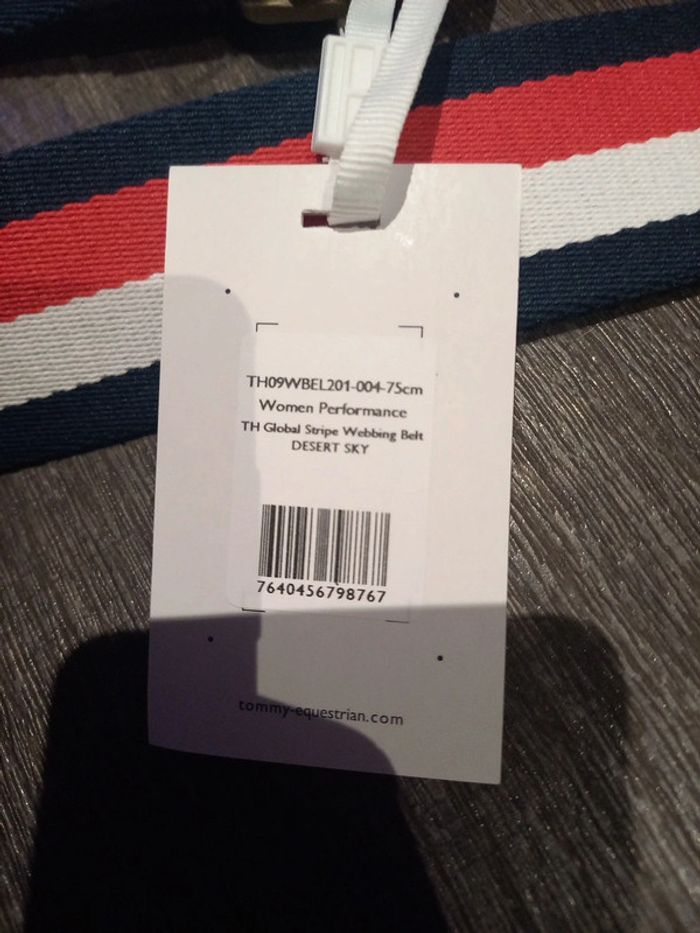 TH09WBEL201-004-75cm
Women Performance
TH Global Stripe Webbing Belt
DESERT SKY
7640456798767
tommy-equestrian.com